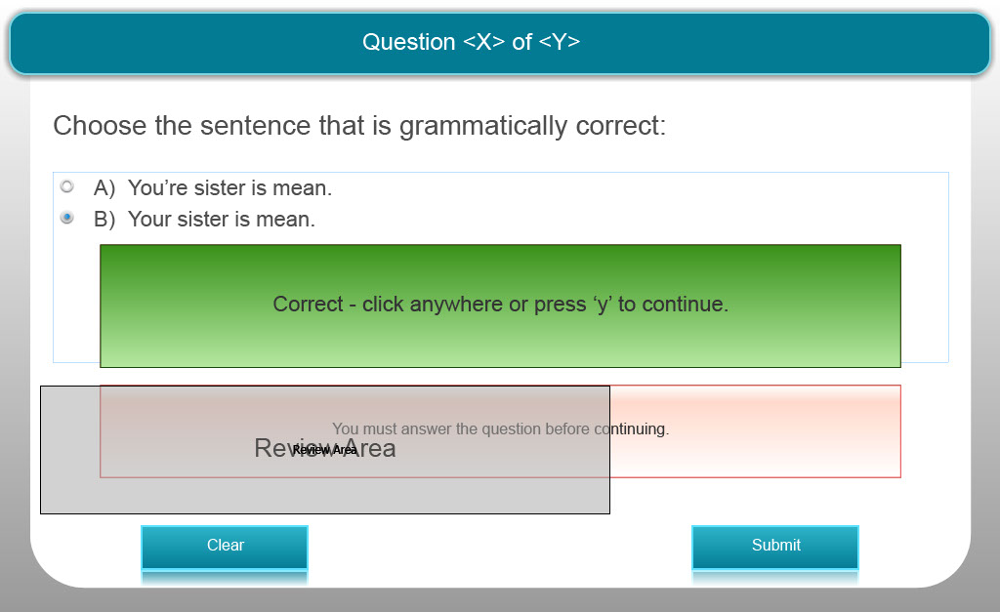 Question <X> of <Y>
Choose the sentence that is grammatically correct:
A) You’re sister is mean.
B) Your sister is mean.
Correct - click anywhere or press ‘y’ to continue.
You must answer the question before continuing.
Review Area
Review Area
Clear
Submit